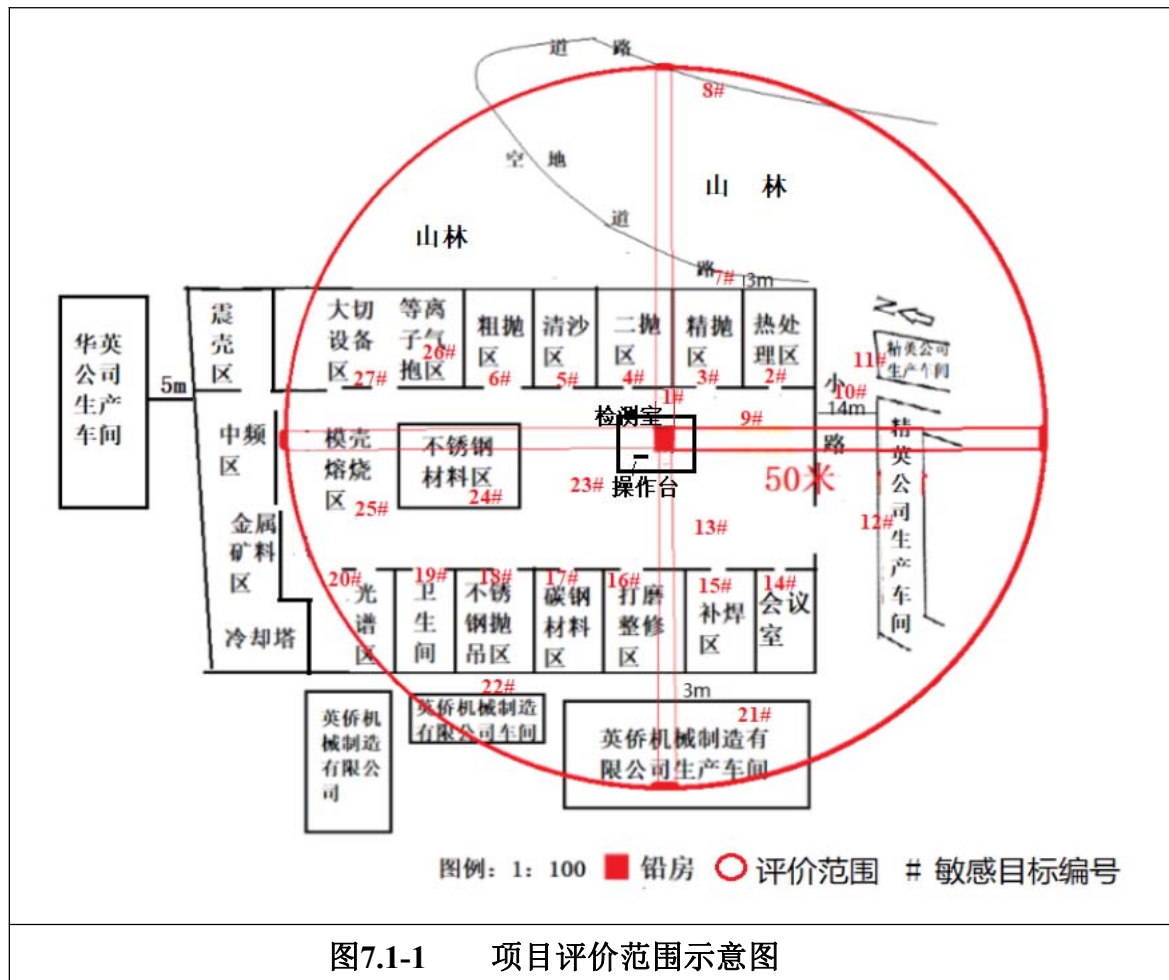 道 路
8#
空 地
山 林
道
山林
路 7# 3m
N
震
壳
区
大切
设备
区
27#
等离
子气
抱区
26#
粗抛
区
6#
清沙
区
5#
二抛
区
4#
精抛
区
3#
热处
理区
2#
华英
公司
生产
车间
5m
11#
精美公司
生产车间
10#
小
路
14m
1#
检测室
9#
中频
区
模壳
熔烧
区
25#
不锈钢
材料区
24#
23#
操作台
50米
13#
12#
精
英
公
司
生
产
车
间
金属
矿料
区
冷却塔
20#
光
谱
区
19#
卫
生
间
18#
不锈
钢抛
吊区
17#
碳钢
材料
区
16#
打磨
整修
区
15#
补焊
区
14#
会议
室
22#
3m
英侨机
械制造
有限公
司
英侨机械制造
有限公司车间
21#
英侨机械制造有
限公司生产车间
图例：1：100 铅房 评价范围 # 敏感目标编号
图7.1-1 项目评价范围示意图